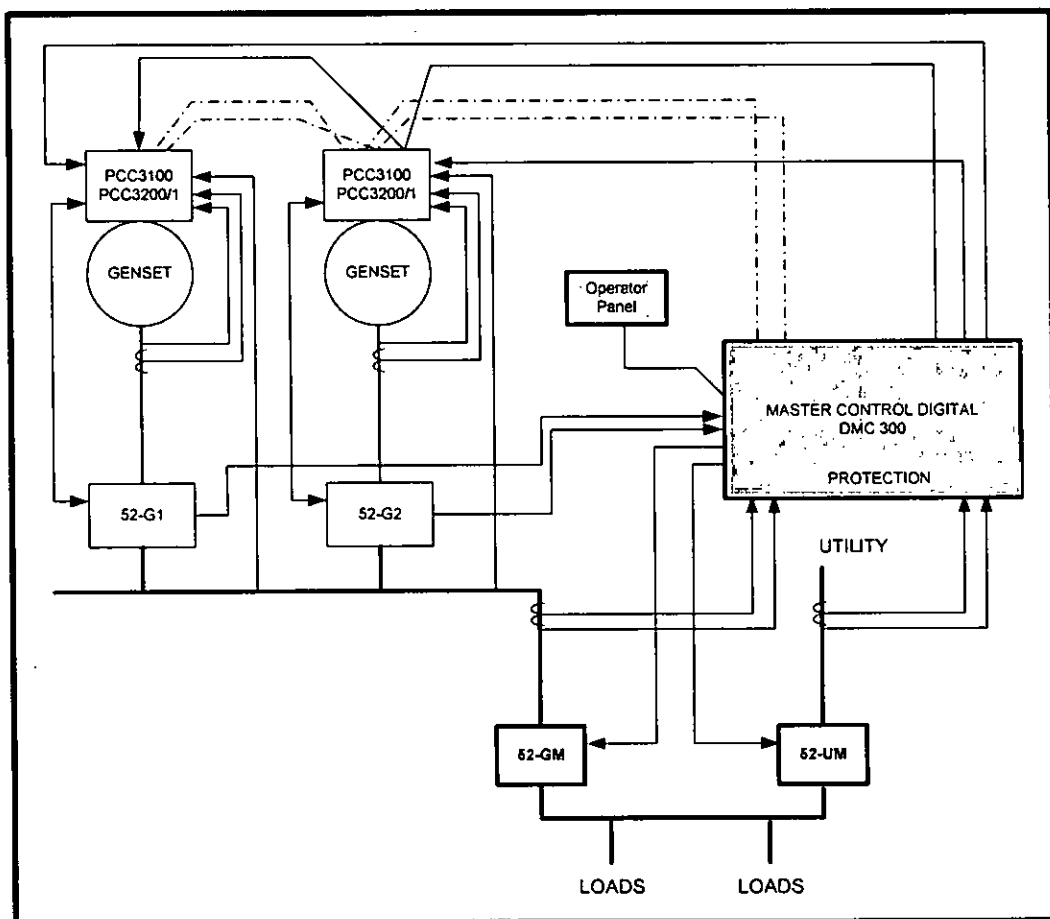 PCC3100
PCC3200/1
PCC3100
PCC3200/1
GENSET
GENSET
Operator
Panel
MASTER CONTROL DIGITAL
DMC 300
PROTECTION
52-G1
52-G2
UTILITY
52-GM
52-UM
LOADS
LOADS